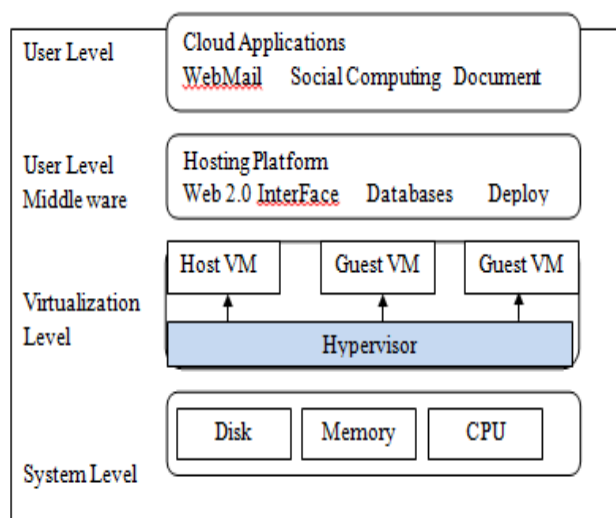 User Level
Cloud Applications
WebMail Social Computing Document
User Level
Middle ware
Hosting Platform
Web 2.0 InterFace Databases Deploy
Virtualization
Level
Host VM Guest VM Guest VM
Hypervisor
System Level
Disk Memory CPU